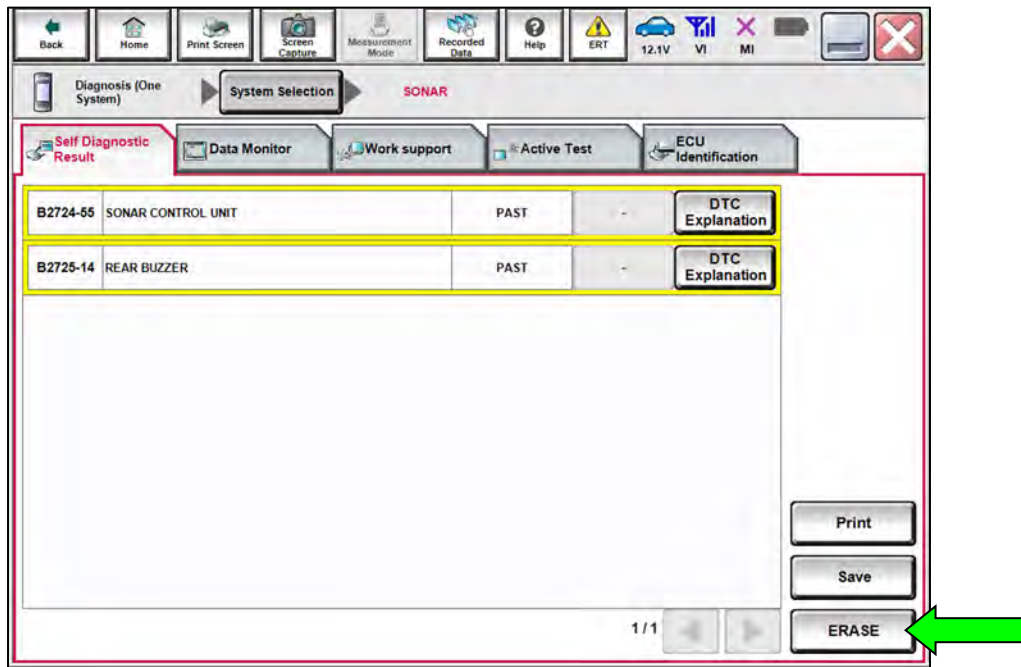 Back
Home
Print Screen
Screen
Capture
Measurement
Mode
Recorded
Data
Help
ERT
12.1V
VI
MI
Diagnosis (One
System)
System Selection
SONAR
Self Diagnostic
Result
Data Monitor
Work support
Active Test
ECU
Identification
B2724-55 SONAR CONTROL UNIT PAST - DTC
Explanation
B2725-14 REAR BUZZER PAST - DTC
Explanation
Print
Save
1/1
ERASE